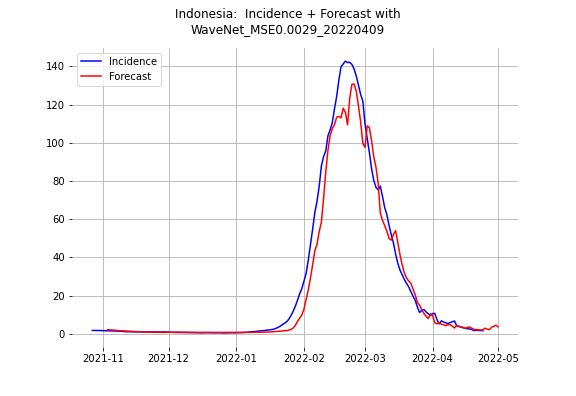 Indonesia:  Incidence + Forecast with
WaveNet_MSE0.0029_20220409
Incidence
Forecast
140
120
100
80
60
40
20
0
2021-11 2021-12 2022-01 2022-02 2022-03 2022-04 2022-05